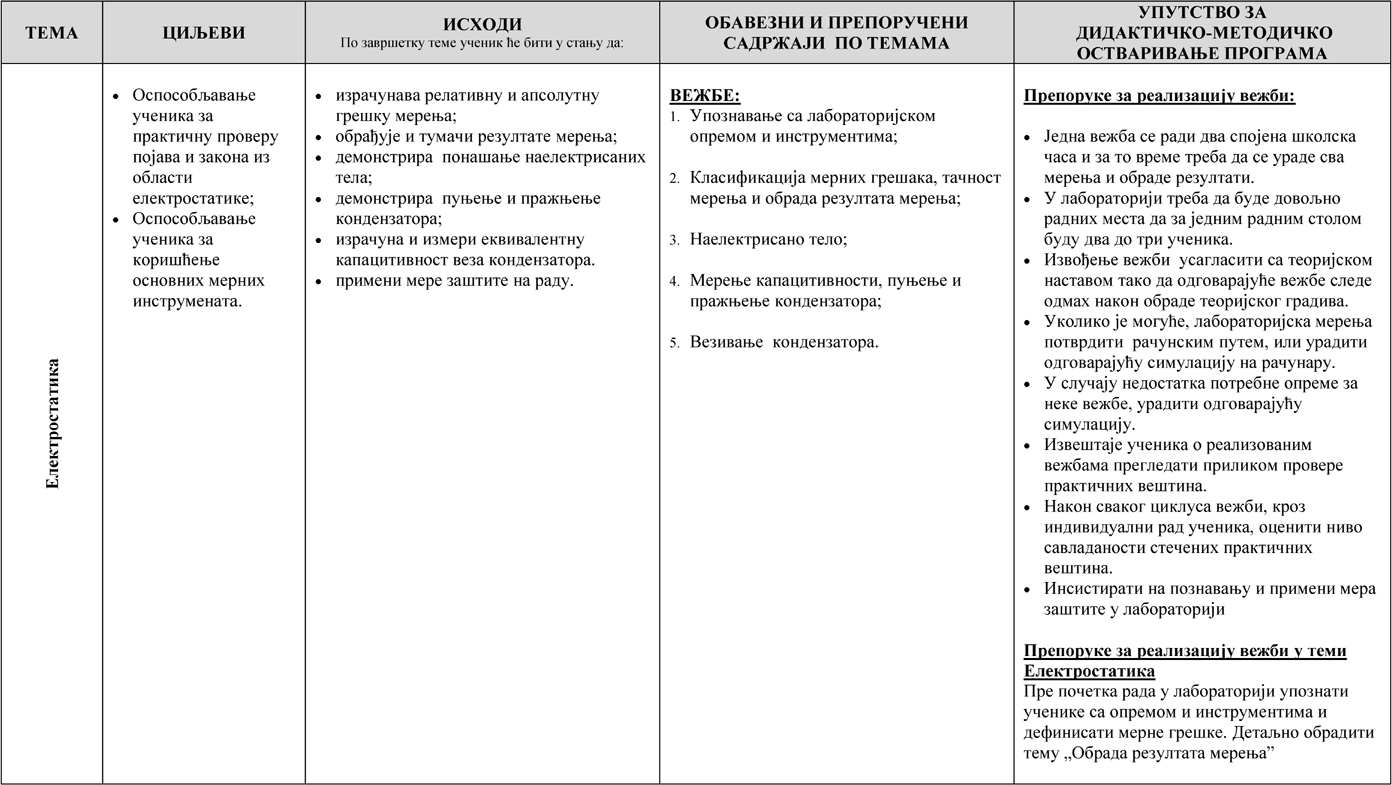 ТЕМА
ЦИЉЕВИ
ИСХОДИ
По завршетку теме ученик ће бити у стању да:
ОБАВЕЗНИ И ПРЕПОРУЧЕНИ
САДРЖАЈИ ПО ТЕМАМА
УПУТСТВО ЗА
ДИДАКТИЧКО-МЕТОДИЧКО
ОСТВАРИВАЊЕ ПРОГРАМА
Електростатика
• Оспособљавање
ученика за
практичну проверу
појава и закона из
области
електростатике;
• Оспособљавање
ученика за
коришћење
основних мерних
инструмената.
• израчунава релативну и апсолутну
грешку мерења;
• обрађује и тумачи резултате мерења;
• демонстрира понашање наелектрисаних
тела;
• демонстрира пуњење и пражњење
кондензатора;
• израчуна и измери еквивалентну
капацитивност веза кондензатора.
• примени мере заштите на раду.
ВЕЖБЕ:
1. Упознавање са лабораторијском
опремом и инструментима;
2. Класификација мерних грешака, тачност
мерења и обрада резултата мерења;
3. Наелектрисано тело;
4. Мерење капацитивности, пуњење и
пражњење кондензатора;
5. Везивање кондензатора.
Препоруке за реализацију вежби:
• Једна вежба се ради два спојена школска
часа и за то време треба да се ураде сва
мерења и обраде резултати.
• У лабораторији треба да буде довољно
радних места да за једним радним столом
буду два до три ученика.
• Извођење вежби усагласити са теоријском
наставом тако да одговарајуће вежбе следе
одмах након обраде теоријског градива.
• Уколико је могуће, лабораторијска мерења
потврдити рачунским путем, или урадити
одговарајућу симулацију на рачунару.
• У случају недостатка потребне опреме за
неке вежбе, урадити одговарајућу
симулацију.
• Извештаје ученика о реализованим
вежбама прегледати приликом провере
практичних вештина.
• Након сваког циклуса вежби, кроз
индивидуални рад ученика, оценити ниво
савладаности стечених практичних
вештина.
• Инсистирати на познавању и примени мера
заштите у лабораторији
Препоруке за реализацију вежби у теми
Електростатика
Пре почетка рада у лабораторији упознати
ученике са опремом и инструментима и
дефинисати мерне грешке. Детаљно обрадити
тему „Обрада резултата мерења”